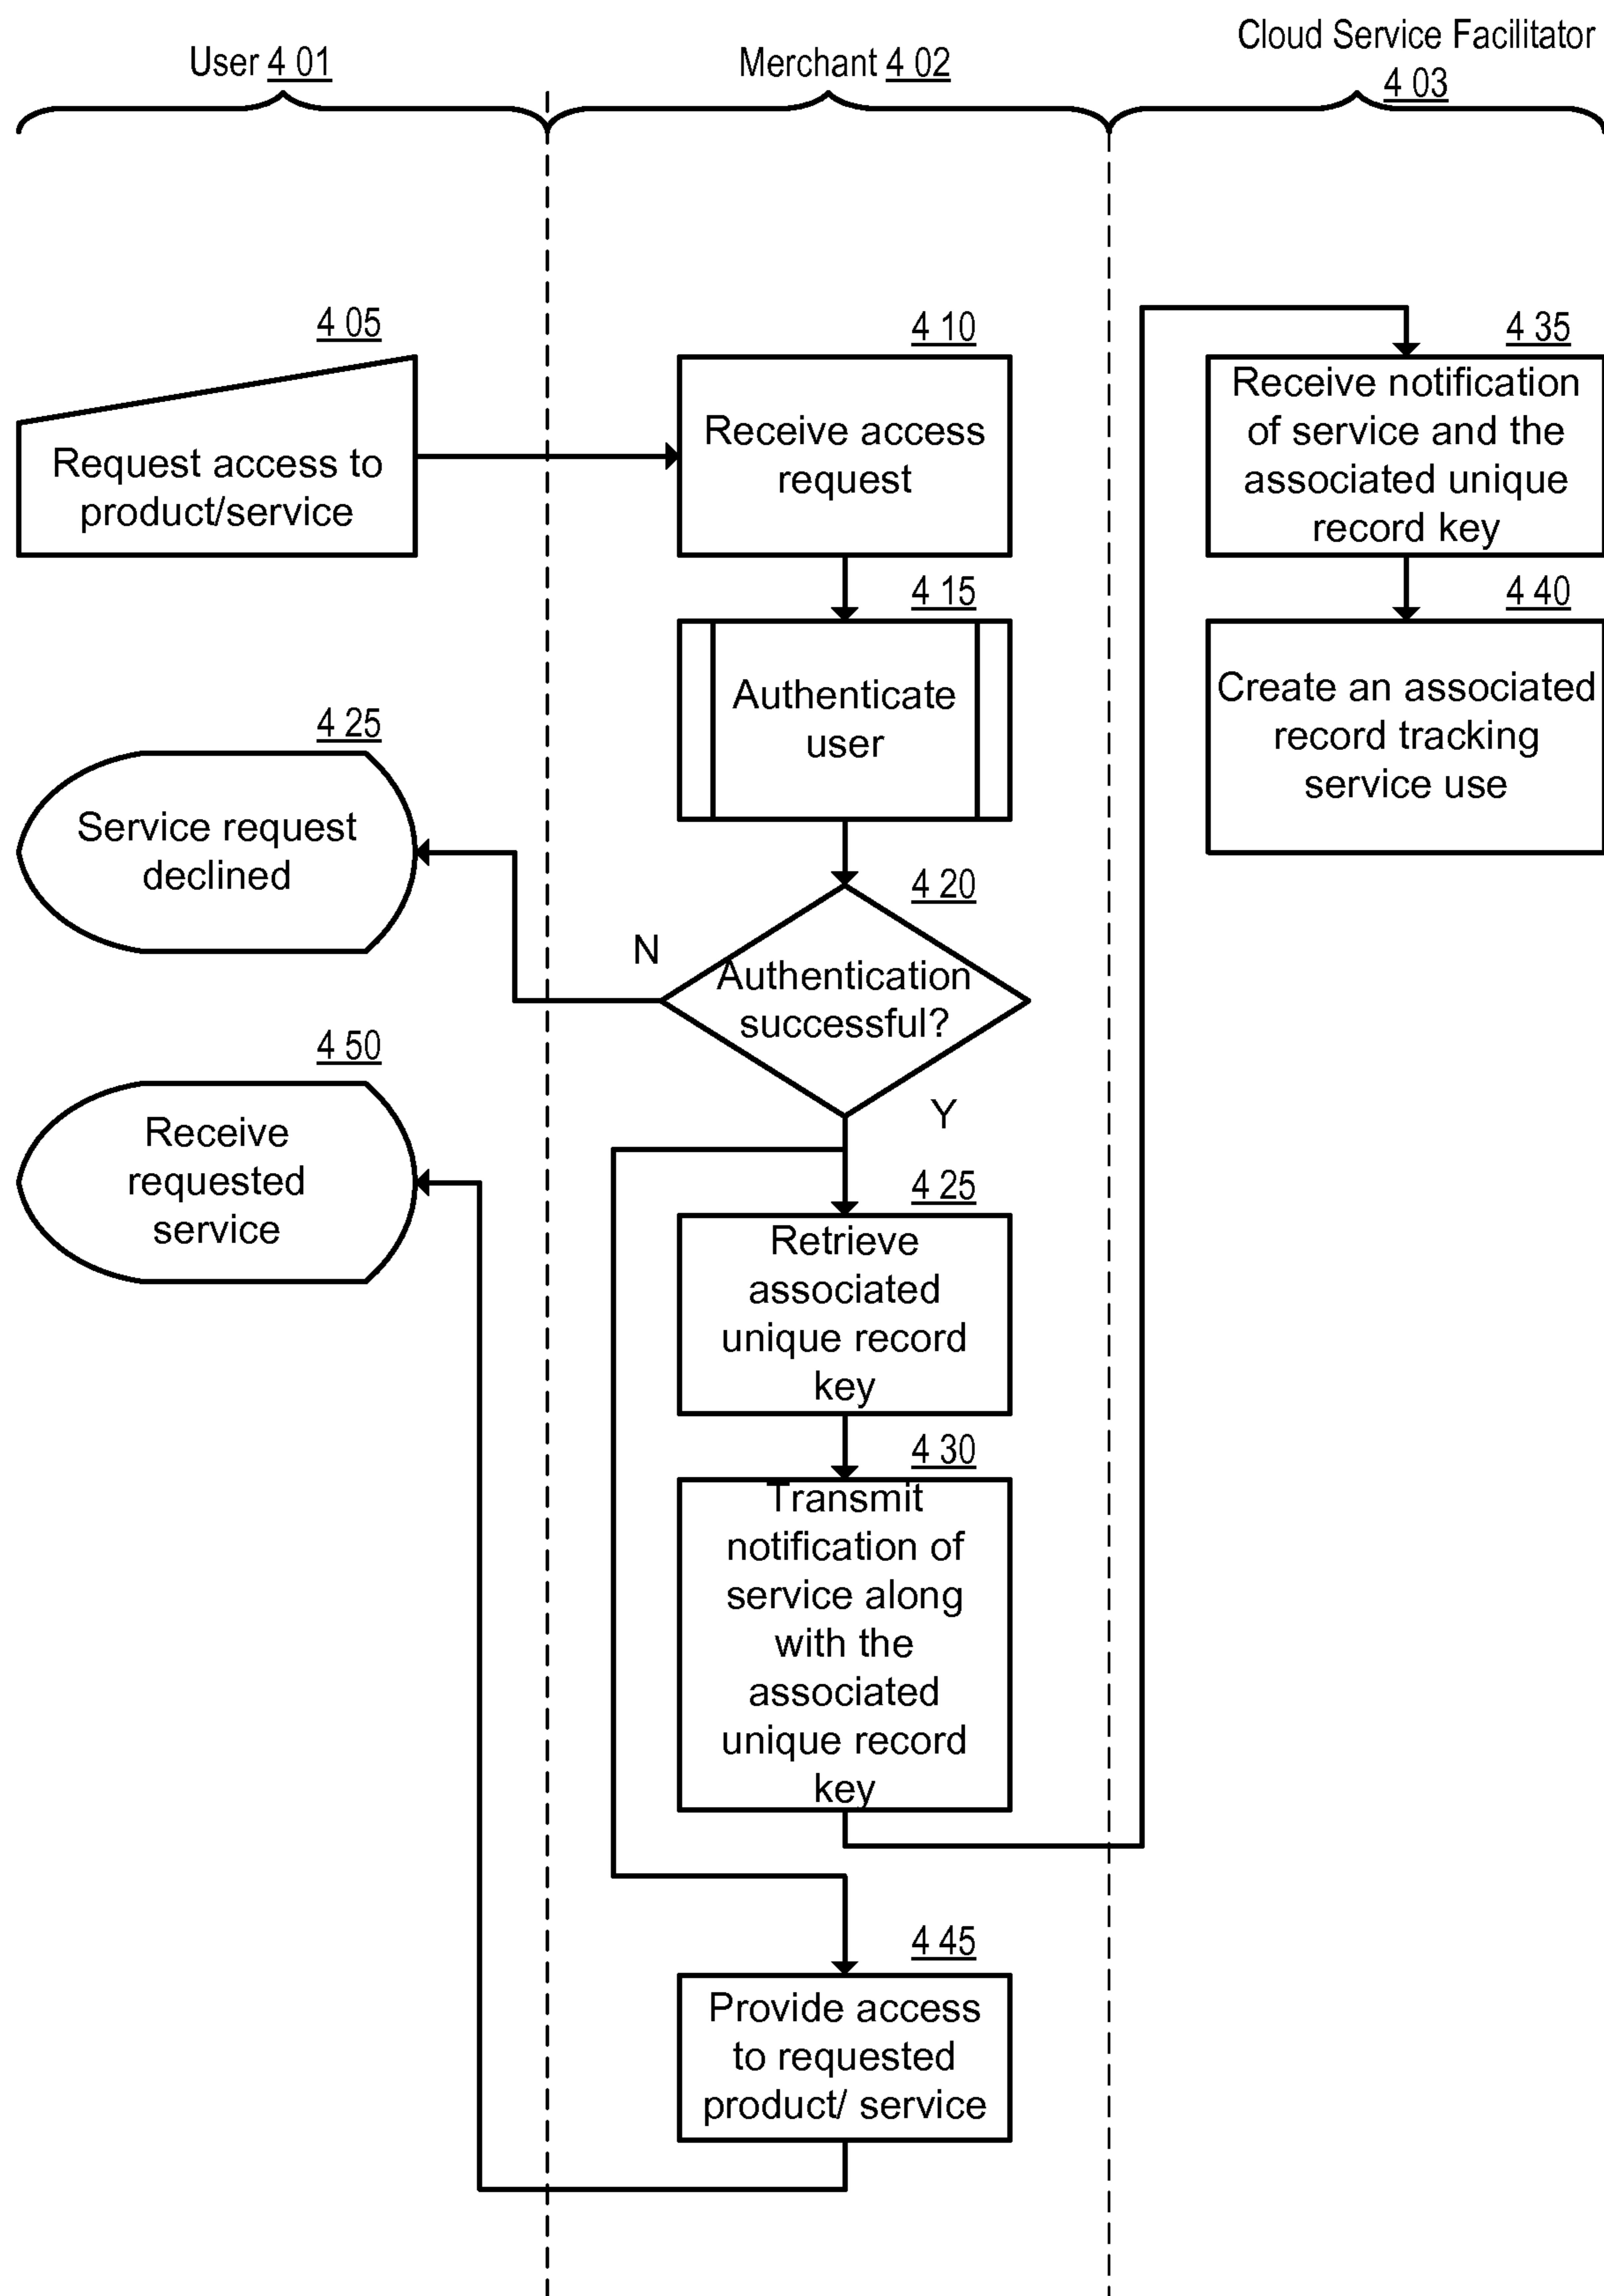 User 4 01
Merchant 4 02
Cloud Service Facilitator
4 03
4 05
Request access to
product/service
4 10
Receive access
request
4 35
Receive notification
of service and the
associated unique
record key
4 15
Authenticate
user
4 40
Create an associated
record tracking
service use
4 25
Service request
declined
4 20
N
Authentication
successful?
Y
4 50
Receive
requested
service
4 25
Retrieve
associated
unique record
key
4 30
Transmit
notification of
service along
with the
associated
unique record
key
4 45
Provide access
to requested
product/ service